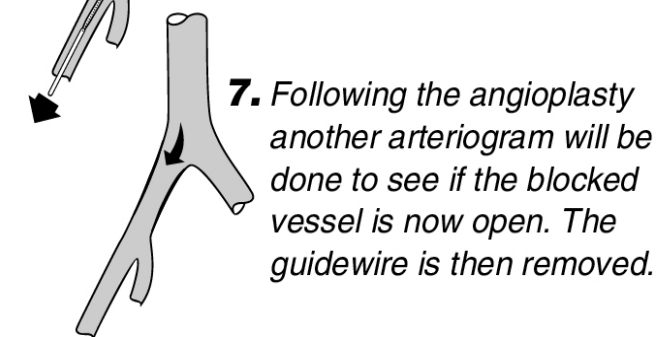 7. Following the angioplasty
another arteriogram will be
done to see if the blocked
vessel is now open. The
guidewire is then removed.